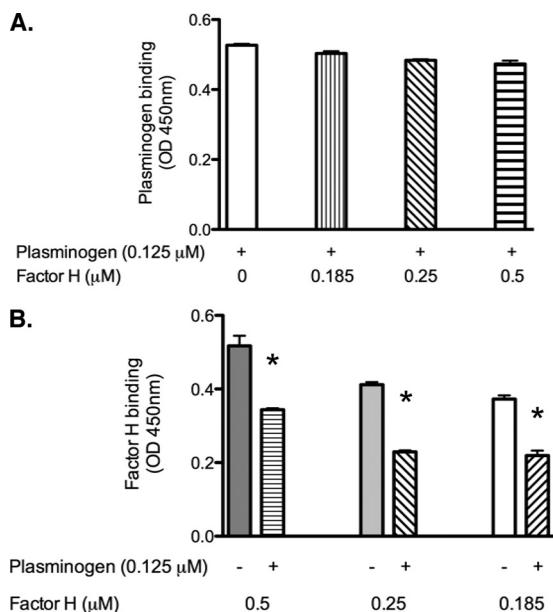 A.
Plasminogen binding
(OD 450nm)
0.6
0.4
0.2
0.0
Plasminogen (0.125 μM) + + + +
Factor H (μM) 0 0.185 0.25 0.5
B.
Factor H binding
(OD 450nm)
0.6
0.4
0.2
0.0
* * *
Plasminogen (0.125 μM) - + - + - +
Factor H (μM) 0.5 0.25 0.185